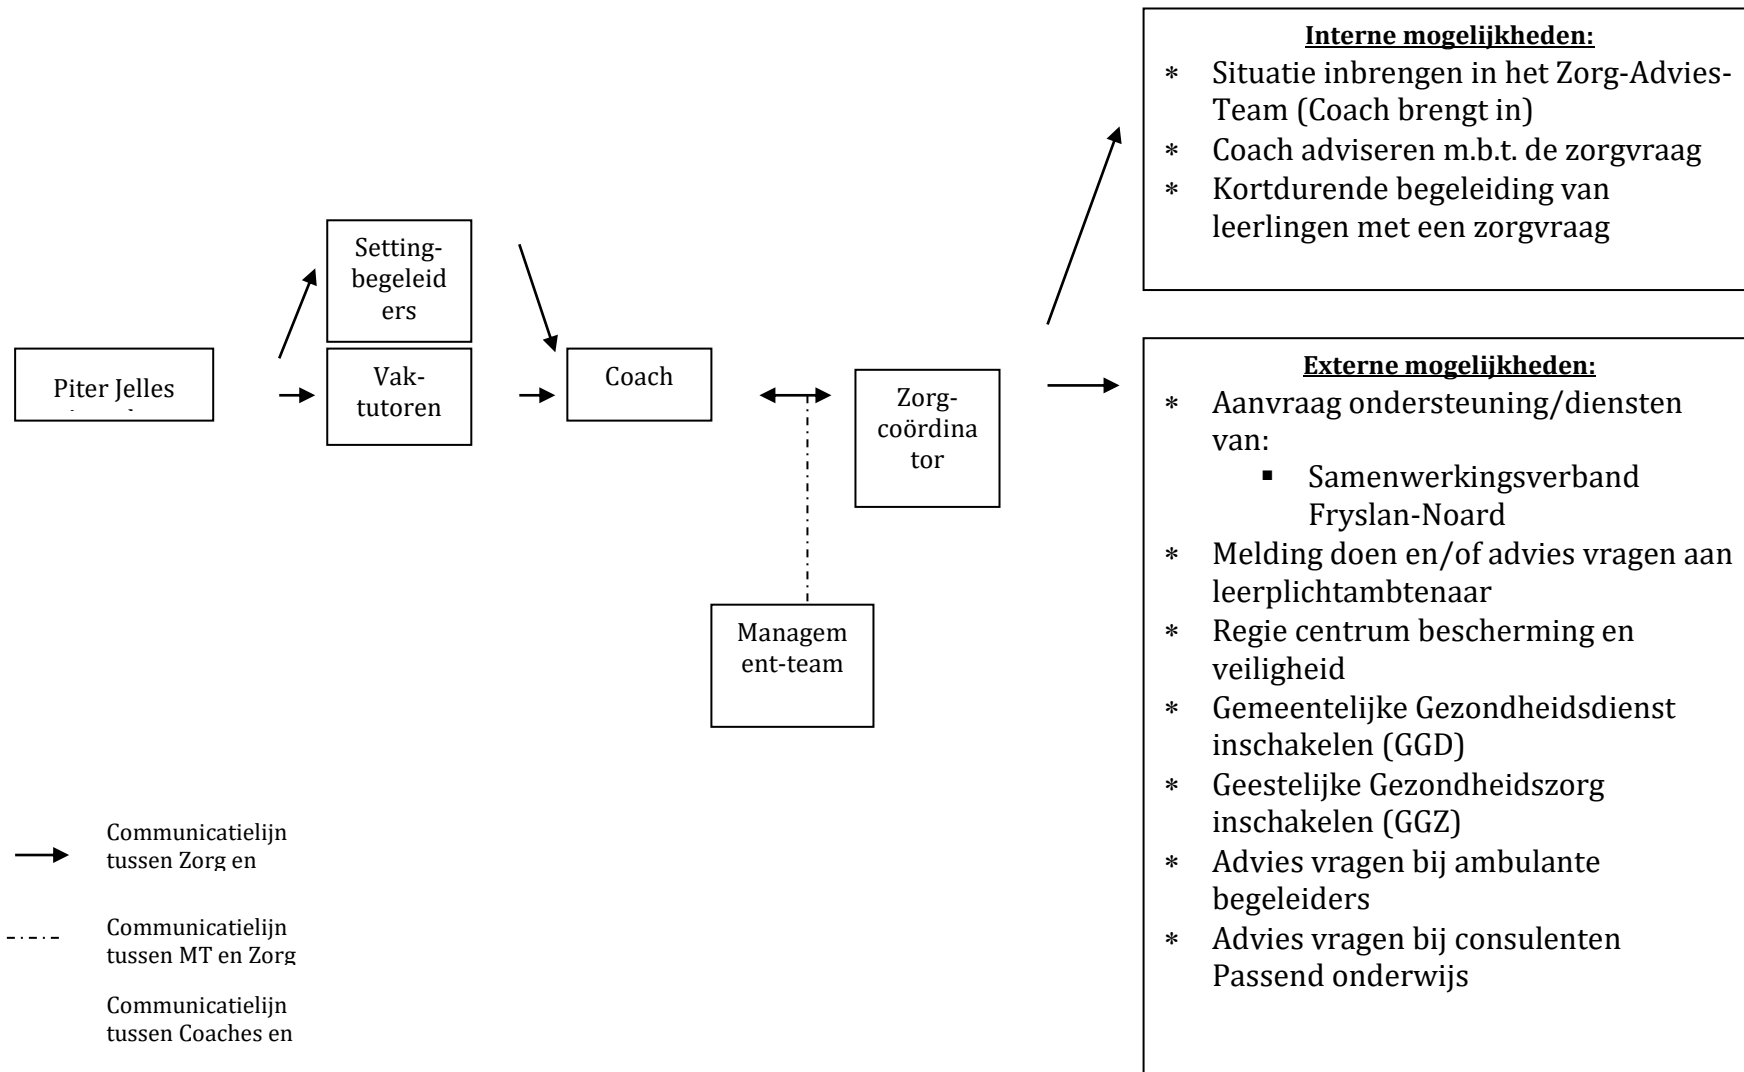 Piter Jelles
Setting-
begeleid
ers
Vak-
tutoren
Coach
Zorg-
coördina
tor
Managem
ent-team
Interne mogelijkheden:
* Situatie inbrengen in het Zorg-Advies-
Team (Coach brengt in)
* Coach adviseren m.b.t. de zorgvraag
* Kortdurende begeleiding van
leerlingen met een zorgvraag
Externe mogelijkheden:
* Aanvraag ondersteuning/diensten
van:
▪ Samenwerkingsverband
Fryslan-Noard
* Melding doen en/of advies vragen aan
leerplichtambtenaar
* Regie centrum bescherming en
veiligheid
* Gemeentelijke Gezondheidsdienst
inschakelen (GGD)
* Geestelijke Gezondheidszorg
inschakelen (GGZ)
* Advies vragen bij ambulante
begeleiders
* Advies vragen bij consulenten
Passend onderwijs
Communicatielijn
tussen Zorg en
Communicatielijn
tussen MT en Zorg
Communicatielijn
tussen Coaches en